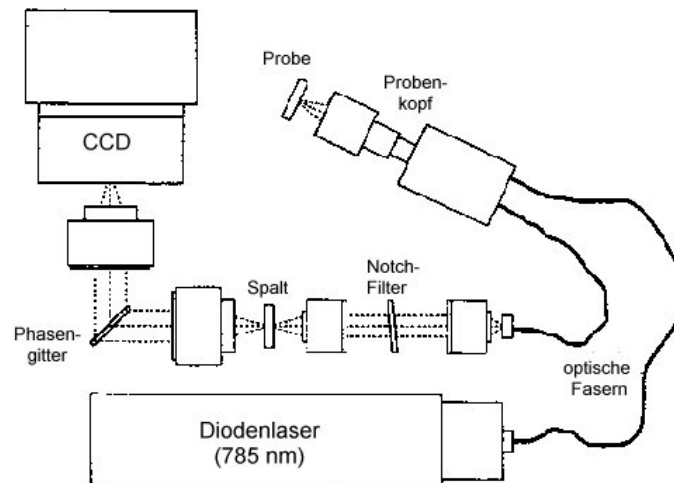 Probe
Proben-
kopf
CCD
Spalt
Notch-
Filter
Phasen-
gitter
optische
Fasern
Diodenlaser
(785 nm)